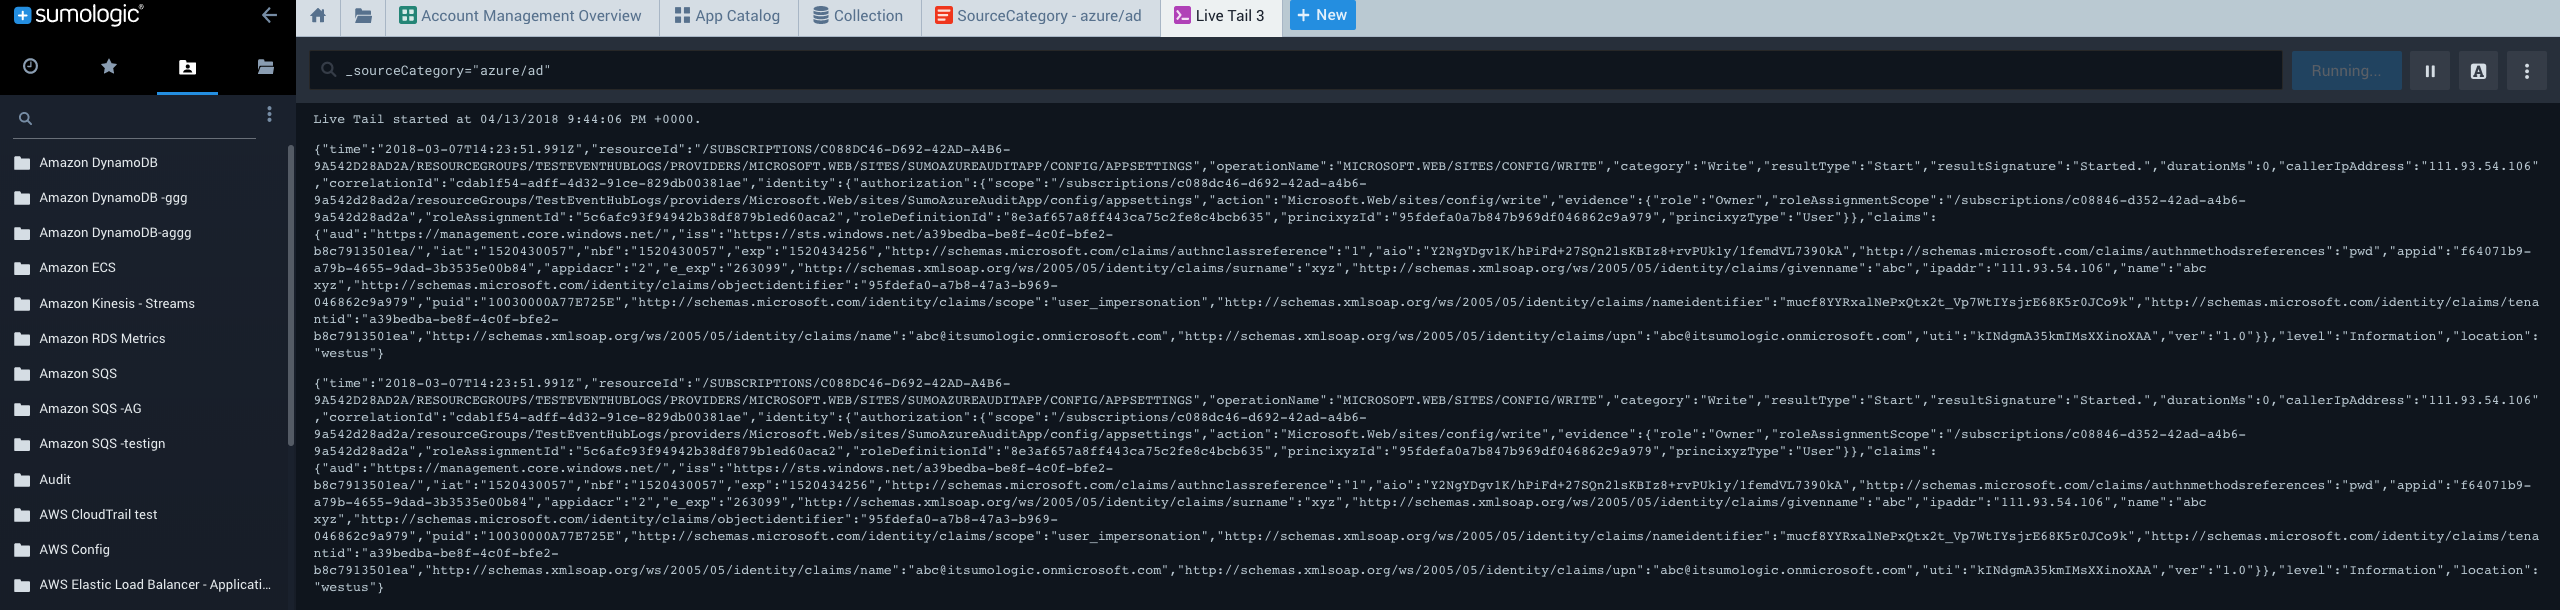 sumologic
Account Management Overview
App Catalog
Collection
SourceCategory - azure/ad
Live Tail 3
+ New
_sourceCategory="azure/ad"
Running...
Amazon DynamoDB
Amazon DynamoDB -ggg
Amazon DynamoDB-aggg
Amazon ECS
Amazon Kinesis - Streams
Amazon RDS Metrics
Amazon SQS
Amazon SQS -AG
Amazon SQS -testign
Audit
AWS CloudTrail test
AWS Config
AWS Elastic Load Balancer - Applicati...
Live Tail started at 04/13/2018 9:44:06 PM +0000.
{"time":"2018-03-07T14:23:51.991Z","resourceId":"/SUBSCRIPTIONS/C088DC46-D692-42AD-A4B6-
9A542D28AD2A/RESOURCEGROUPS/TESTEVENTHUBLOGS/PROVIDERS/MICROSOFT.WEB/SITES/SUMOAZUREAUDITAPP/CONFIG/APPSETTINGS","operationName":"MICROSOFT.WEB/SITES/CONFIG/WRITE","category":"Write","resultType":"Start","resultSignature":"Started.","durationMs":0,"callerIpAddress":"111.93.54.106"
,"correlationId":"cdab1f54-adff-4d32-91ce-829db00381ae","identity":{"authorization":{"scope":"/subscriptions/c088dc46-d692-42ad-a4b6-
9a542d28ad2a/resourceGroups/TestEventHubLogs/providers/Microsoft.Web/sites/SumoAzureAuditApp/config/appsettings","action":"Microsoft.Web/sites/config/write","evidence":{"role":"Owner","roleAssignmentScope":"/subscriptions/c08846-d352-42ad-a4b6-
9a542d28ad2a","roleAssignmentId":"5c6afc93f94942b38df879b1ed60aca2","roleDefinitionId":"8e3af657a8ff443ca75c2fe8c4bcb635","princixyzId":"95fdefa0a7b847b969df046862c9a979","princixyzType":"User"}},"claims":
{"aud":"https://management.core.windows.net/","iss":"https://sts.windows.net/a39bedba-be8f-4c0f-bfe2-
b8c7913501ea/","iat":"1520430057","nbf":"1520430057","exp":"1520434256","http://schemas.microsoft.com/claims/authnclassreference":"1","aio":"Y2NgYDgv1K/hPiFd+27SQn2lsKBIz8+rvPUkly/1femdVL7390kA","http://schemas.microsoft.com/claims/authnmethodsreferences":"pwd","appid":"f64071b9-
a79b-4655-9dad-3b3535e00b84","appidacr":"2","e_exp":"263099","http://schemas.xmlsoap.org/ws/2005/05/identity/claims/surname":"xyz","http://schemas.xmlsoap.org/ws/2005/05/identity/claims/givenname":"abc","ipaddr":"111.93.54.106","name":"abc
xyz","http://schemas.microsoft.com/identity/claims/objectidentifier":"95fdefa0-a7b8-47a3-b969-
046862c9a979","puid":"10030000A77E725E","http://schemas.microsoft.com/identity/claims/scope":"user_impersonation","http://schemas.xmlsoap.org/ws/2005/05/identity/claims/nameidentifier":"mucf8YYRxalNePxQtx2t_Vp7WtIYsjrE68K5r0JCo9k","http://schemas.microsoft.com/identity/claims/tena
ntid":"a39bedba-be8f-4c0f-bfe2-
b8c7913501ea","http://schemas.xmlsoap.org/ws/2005/05/identity/claims/name":"abc@itsumologic.onmicrosoft.com","http://schemas.xmlsoap.org/ws/2005/05/identity/claims/upn":"abc@itsumologic.onmicrosoft.com","uti":"kINdgmA35kmIMsXXinoXAA","ver":"1.0"}},"level":"Information","location":
"westus"}
{"time":"2018-03-07T14:23:51.991Z","resourceId":"/SUBSCRIPTIONS/C088DC46-D692-42AD-A4B6-
9A542D28AD2A/RESOURCEGROUPS/TESTEVENTHUBLOGS/PROVIDERS/MICROSOFT.WEB/SITES/SUMOAZUREAUDITAPP/CONFIG/APPSETTINGS","operationName":"MICROSOFT.WEB/SITES/CONFIG/WRITE","category":"Write","resultType":"Start","resultSignature":"Started.","durationMs":0,"callerIpAddress":"111.93.54.106"
,"correlationId":"cdab1f54-adff-4d32-91ce-829db00381ae","identity":{"authorization":{"scope":"/subscriptions/c088dc46-d692-42ad-a4b6-
9a542d28ad2a/resourceGroups/TestEventHubLogs/providers/Microsoft.Web/sites/SumoAzureAuditApp/config/appsettings","action":"Microsoft.Web/sites/config/write","evidence":{"role":"Owner","roleAssignmentScope":"/subscriptions/c08846-d352-42ad-a4b6-
9a542d28ad2a","roleAssignmentId":"5c6afc93f94942b38df879b1ed60aca2","roleDefinitionId":"8e3af657a8ff443ca75c2fe8c4bcb635","princixyzId":"95fdefa0a7b847b969df046862c9a979","princixyzType":"User"}},"claims":
{"aud":"https://management.core.windows.net/","iss":"https://sts.windows.net/a39bedba-be8f-4c0f-bfe2-
b8c7913501ea/","iat":"1520430057","nbf":"1520430057","exp":"1520434256","http://schemas.microsoft.com/claims/authnclassreference":"1","aio":"Y2NgYDgv1K/hPiFd+27SQn2lsKBIz8+rvPUkly/1femdVL7390kA","http://schemas.microsoft.com/claims/authnmethodsreferences":"pwd","appid":"f64071b9-
a79b-4655-9dad-3b3535e00b84","appidacr":"2","e_exp":"263099","http://schemas.xmlsoap.org/ws/2005/05/identity/claims/surname":"xyz","http://schemas.xmlsoap.org/ws/2005/05/identity/claims/givenname":"abc","ipaddr":"111.93.54.106","name":"abc
xyz","http://schemas.microsoft.com/identity/claims/objectidentifier":"95fdefa0-a7b8-47a3-b969-
046862c9a979","puid":"10030000A77E725E","http://schemas.microsoft.com/identity/claims/scope":"user_impersonation","http://schemas.xmlsoap.org/ws/2005/05/identity/claims/nameidentifier":"mucf8YYRxalNePxQtx2t_Vp7WtIYsjrE68K5r0JCo9k","http://schemas.microsoft.com/identity/claims/tena
ntid":"a39bedba-be8f-4c0f-bfe2-
b8c7913501ea","http://schemas.xmlsoap.org/ws/2005/05/identity/claims/name":"abc@itsumologic.onmicrosoft.com","http://schemas.xmlsoap.org/ws/2005/05/identity/claims/upn":"abc@itsumologic.onmicrosoft.com","uti":"kINdgmA35kmIMsXXinoXAA","ver":"1.0"}},"level":"Information","location":
"westus"}